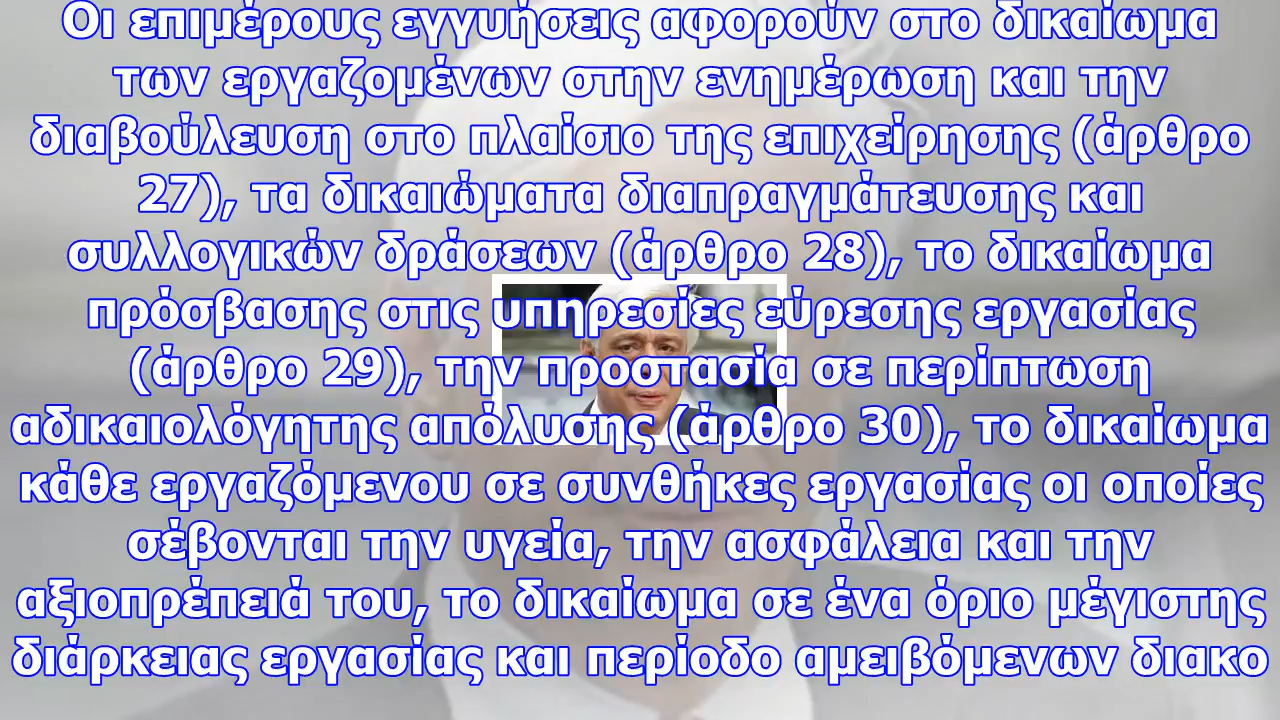 Οι επιμέρους εγγυήσεις αφορούν στο δικαίωμα
των εργαζομένων στην ενημέρωση και την
διαβούλευση στο πλαίσιο της επιχείρησης (άρθρο
27), τα δικαιώματα διαπραγμάτευσης και
συλλογικών δράσεων (άρθρο 28), το δικαίωμα
πρόσβασης στις υπηρεσίες εύρεσης εργασίας
(άρθρο 29), την προστασία σε περίπτωση
αδικαιολόγητης απόλυσης (άρθρο 30), το δικαίωμα
κάθε εργαζόμενου σε συνθήκες εργασίας οι οποίες
σέβονται την υγεία, την ασφάλεια και την
αξιοπρέπειά του, το δικαίωμα σε ένα όριο μέγιστης
διάρκειας εργασίας και περίοδο αμειβόμενων διακο